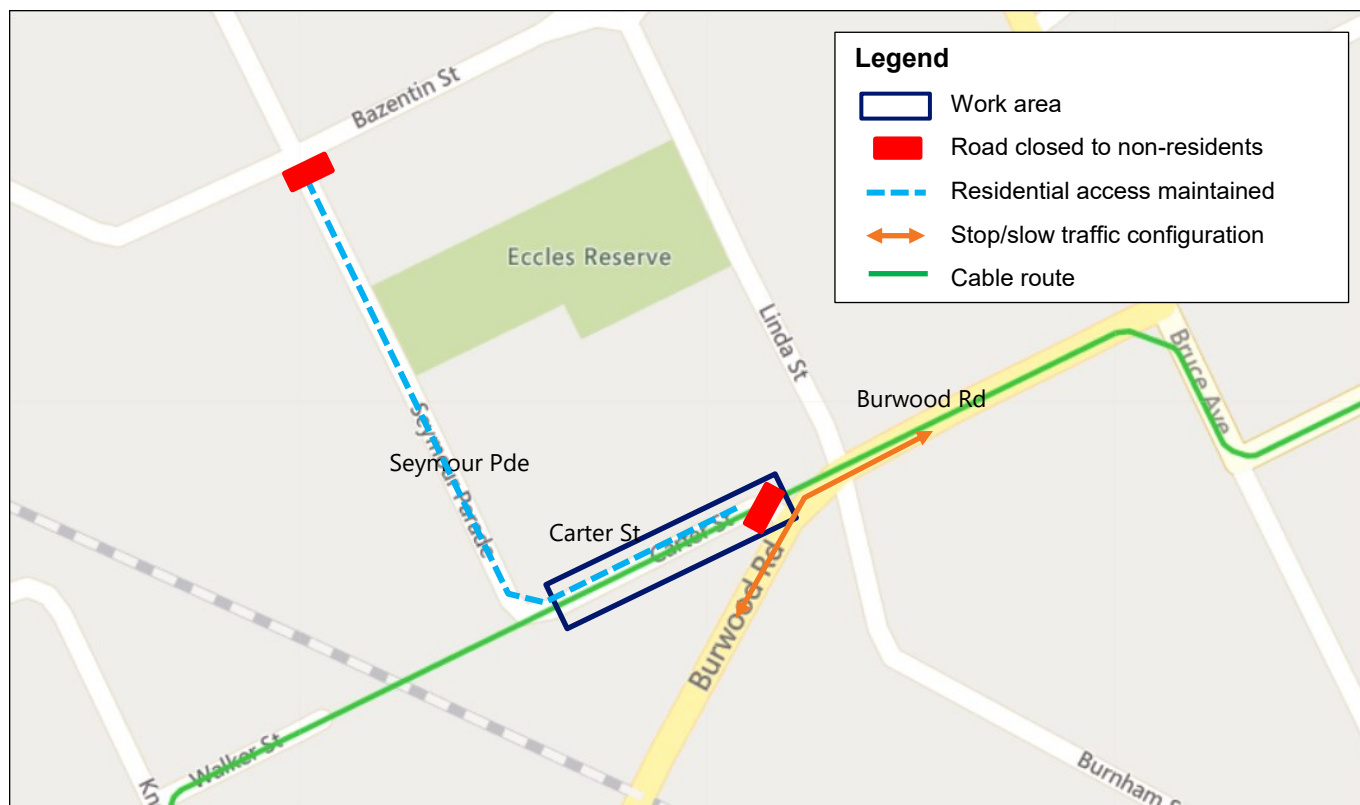 Legend
Work area
Road closed to non-residents
Residential access maintained
Stop/slow traffic configuration
Cable route
Bazentin St
Eccles Reserve
Linda St
Bruce Ave
Burwood Rd
Seymour Pde
Seymour Parade
Carter St
Carter St
Burwood Rd
Walker St
Kn
Burnham S